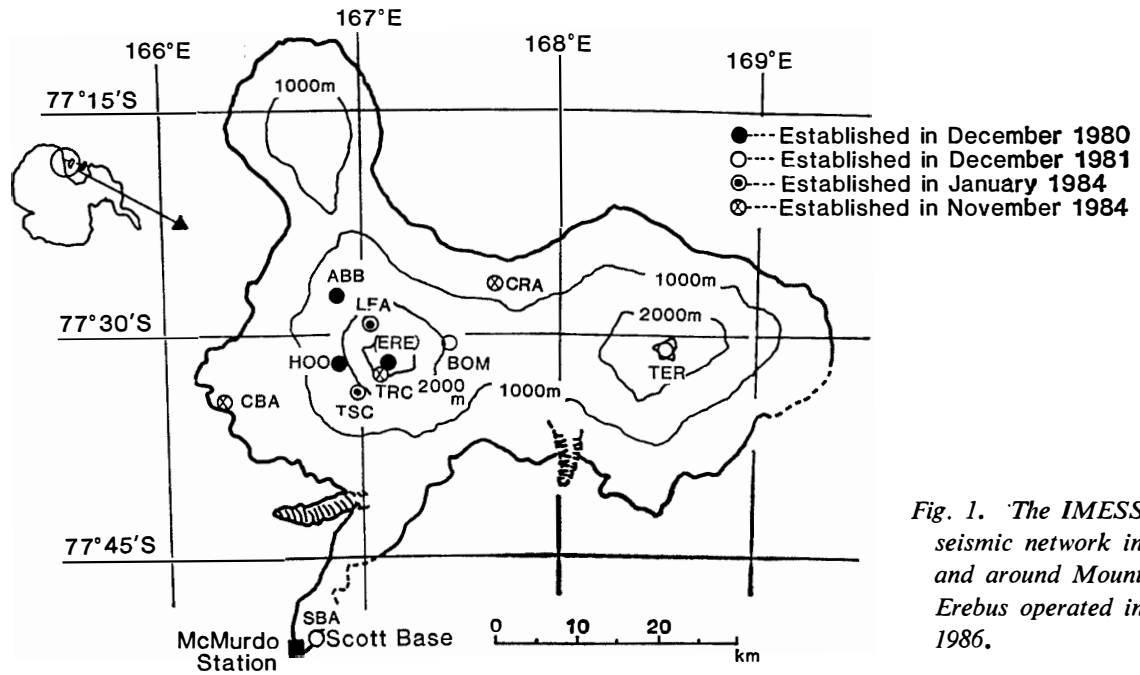 166°E
167°E
168°E
169°E
1000m
77°15'S
Established in December 1980
Established in December 1981
Established in January 1984
Established in November 1984
ABB
CRA
1000m
LFA
77°30'S
2000m
(ERE)
HOO
BOM
TER
CBA
TRC
2000
m
1000m
TSC
77°45'S
SBA
McMurdo
Station
Scott Base
0 10 20
km
Fig. 1. The IMESS
seismic network in
and around Mount
Erebus operated in
1986.